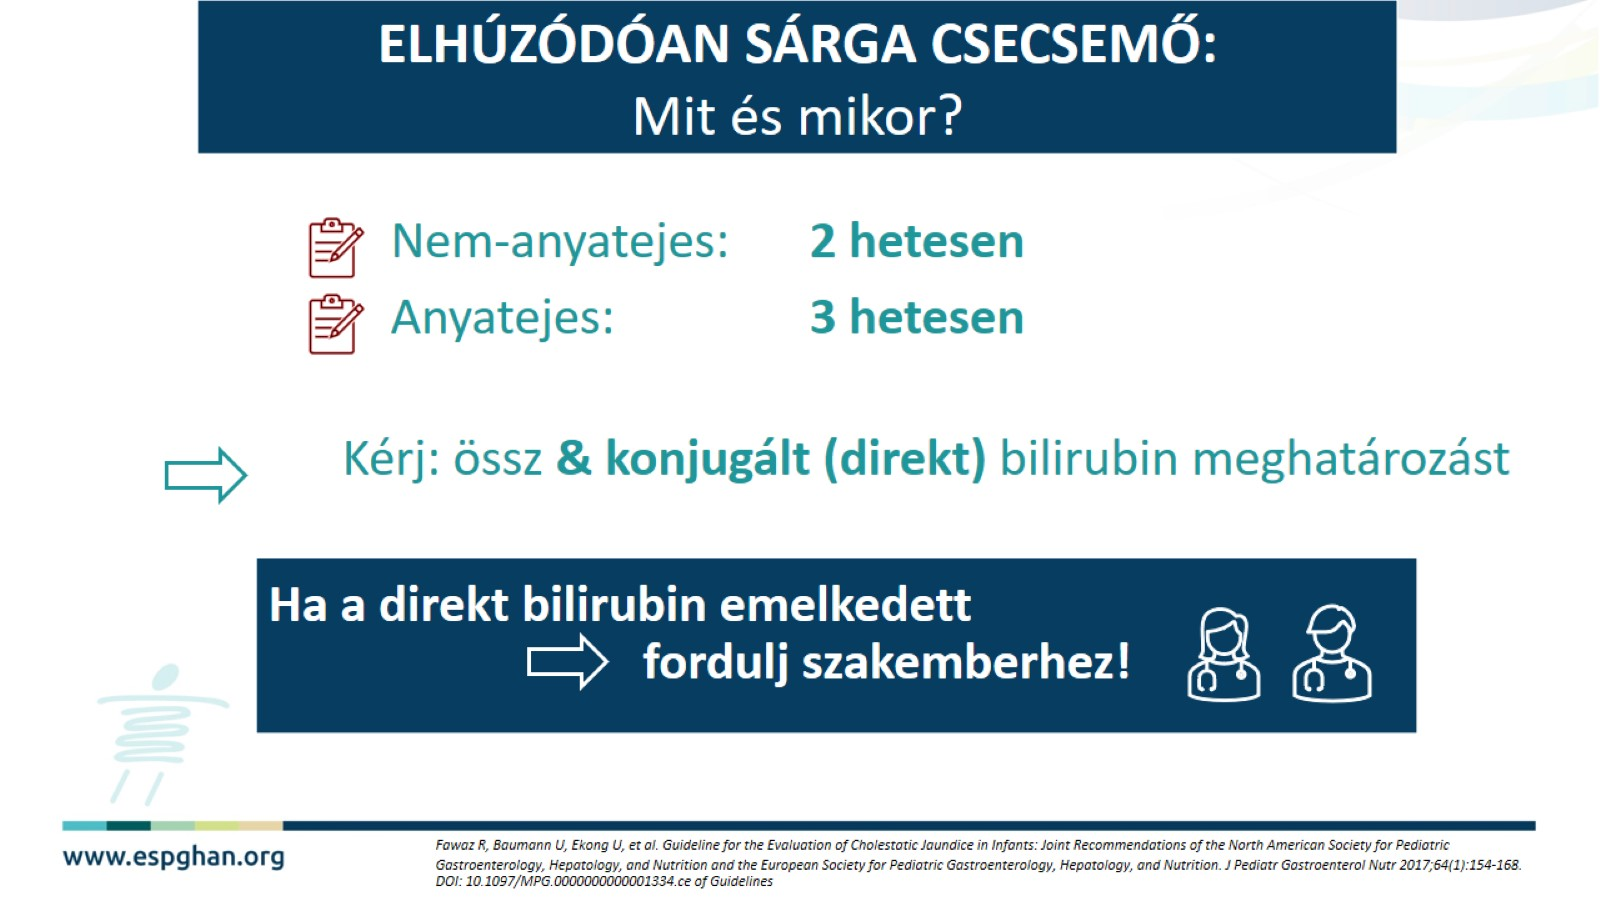 ELHÚZÓDÓAN SÁRGA CSECSEMŐ:
Mit és mikor?
Nem-anyatejes: 2 hetesen
Anyatejes: 3 hetesen
Kérj: össz & konjugált (direkt) bilirubin meghatározást
Ha a direkt bilirubin emelkedett
fordulj szakemberhez!
www.espghan.org
Fawaz R, Baumann U, Ekong U, et al. Guideline for the Evaluation of Cholestatic Jaundice in Infants: Joint Recommendations of the North American Society for Pediatric
Gastroenterology, Hepatology, and Nutrition and the European Society for Pediatric Gastroenterology, Hepatology, and Nutrition. J Pediatr Gastroenterol Nutr 2017;64(1):154-168.
DOI: 10.1097/MPG.0000000000001334.ce of Guidelines